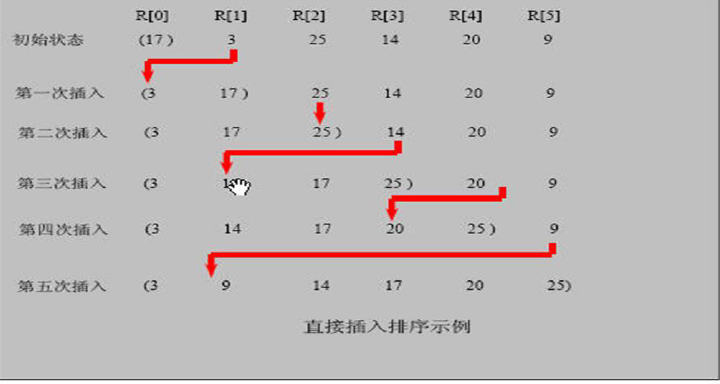 R[0] R[1] R[2] R[3] R[4] R[5]
初始状态 (17 ) 3 25 14 20 9
第一次插入 (3 17 ) 25 14 20 9
第二次插入 (3 17 25 ) 14 20 9
第三次插入 (3 17 25 ) 20 9
第四次插入 (3 14 17 20 25 ) 9
第五次插入 (3 9 14 17 20 25)
直接插入排序示例